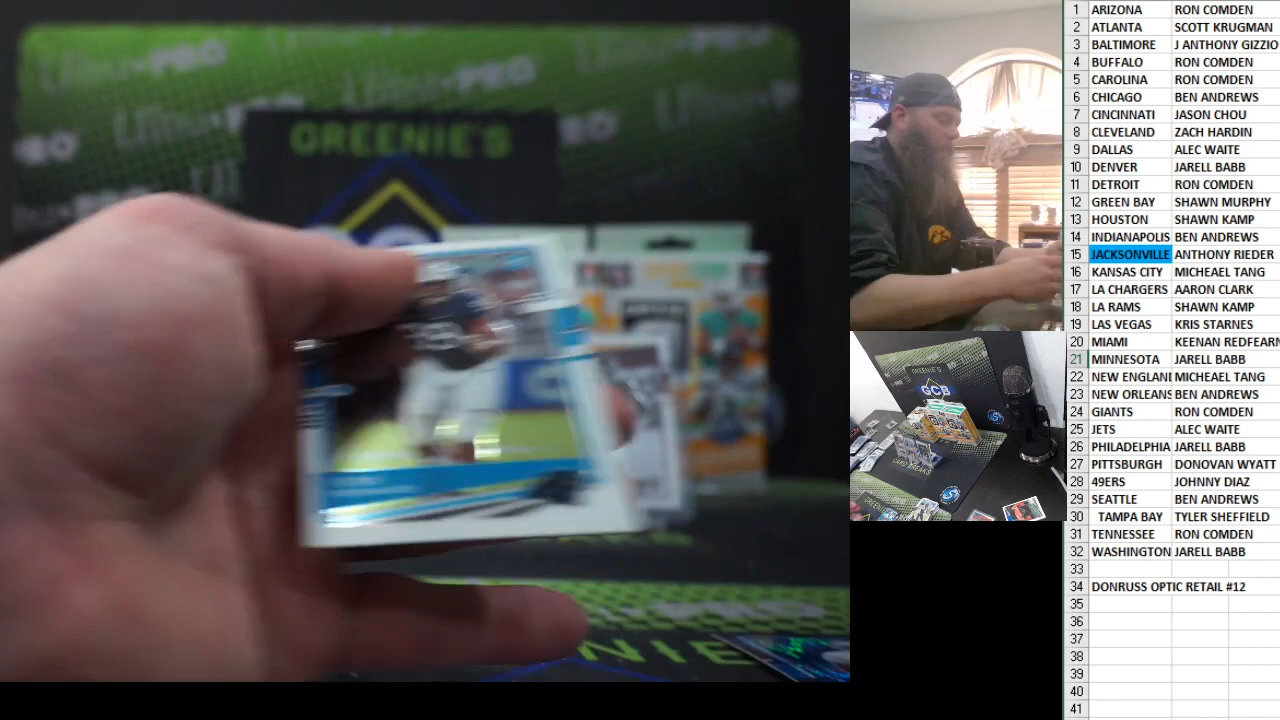 GREENIE'S
GREENIE'S
GCB
CARD BREAKS
1 ARIZONA RON COMDEN
2 ATLANTA SCOTT KRUGMAN
3 BALTIMORE J ANTHONY GIZZIO
4 BUFFALO RON COMDEN
5 CAROLINA RON COMDEN
6 CHICAGO BEN ANDREWS
7 CINCINNATI JASON CHOU
8 CLEVELAND ZACH HARDIN
9 DALLAS ALEC WAITE
10 DENVER JARELL BABB
11 DETROIT RON COMDEN
12 GREEN BAY SHAWN MURPHY
13 HOUSTON SHAWN KAMP
14 INDIANAPOLIS BEN ANDREWS
15 JACKSONVILLE ANTHONY RIEDER
16 KANSAS CITY MICHEAEL TANG
17 LA CHARGERS AARON CLARK
18 LA RAMS SHAWN KAMP
19 LAS VEGAS KRIS STARNES
20 MIAMI KEENAN REDFEARN
21 MINNESOTA JARELL BABB
22 NEW ENGLAND MICHEAEL TANG
23 NEW ORLEANS BEN ANDREWS
24 GIANTS RON COMDEN
25 JETS ALEC WAITE
26 PHILADELPHIA JARELL BABB
27 PITTSBURGH DONOVAN WYATT
28 49ERS JOHNNY DIAZ
29 SEATTLE BEN ANDREWS
30 TAMPA BAY TYLER SHEFFIELD
31 TENNESSEE RON COMDEN
32 WASHINGTON JARELL BABB
33
34 DONRUSS OPTIC RETAIL #12
35
36
37
38
39
40
41